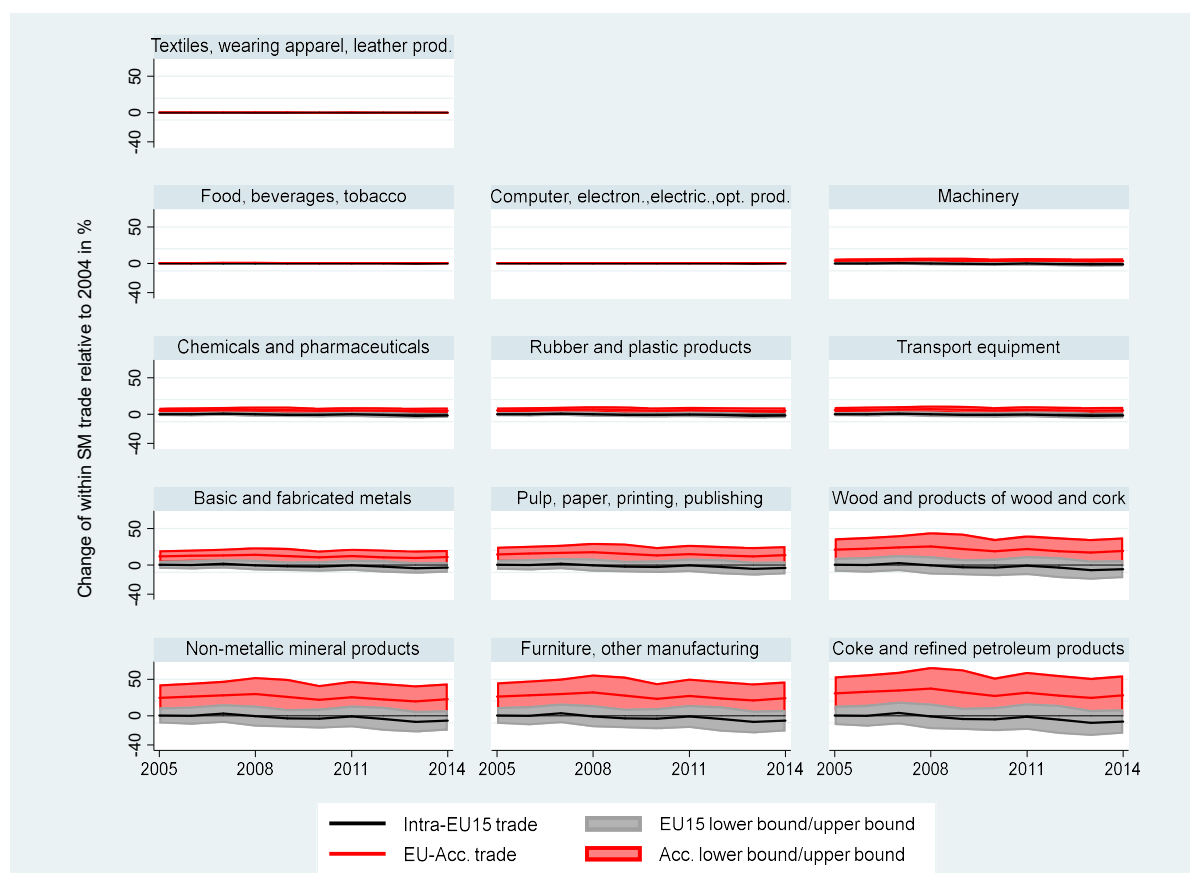 Textiles, wearing apparel, leather prod.
50
0
-40
Food, beverages, tobacco
Computer, electron.,electric.,opt. prod.
Machinery
50
0
-40
Change of within SM trade relative to 2004 in %
Chemicals and pharmaceuticals
Rubber and plastic products
Transport equipment
50
0
-40
Basic and fabricated metals
Pulp, paper, printing, publishing
Wood and products of wood and cork
50
0
-40
Non-metallic mineral products
Furniture, other manufacturing
Coke and refined petroleum products
50
0
-40
2005 2008 2011 2014 2005 2008 2011 2014 2005 2008 2011 2014
Intra-EU15 trade EU15 lower bound/upper bound
EU-Acc. trade Acc. lower bound/upper bound